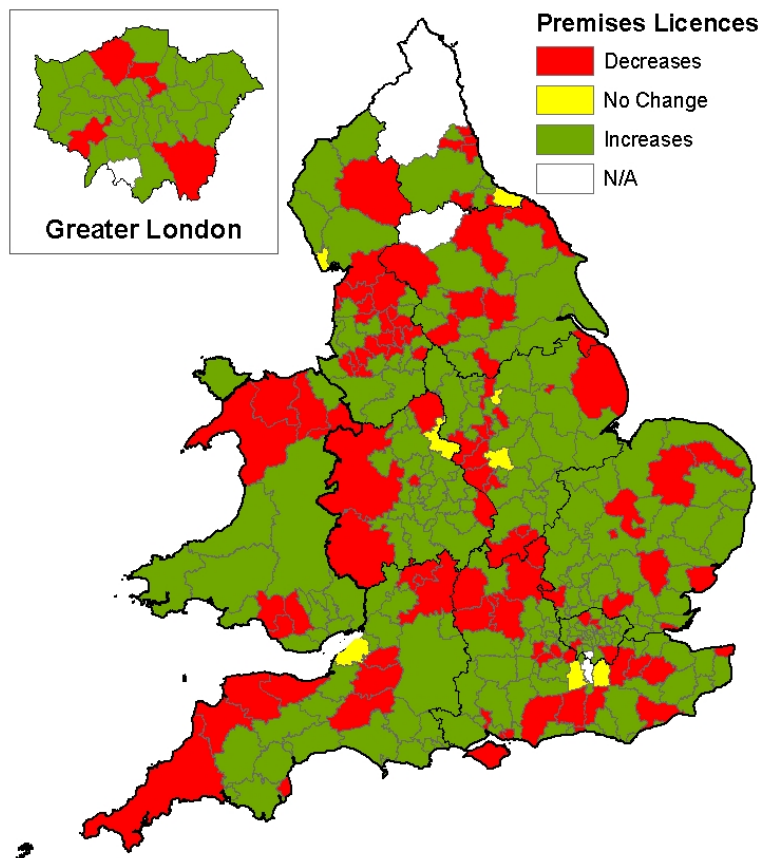 Premises Licences
Decreases
No Change
Increases
N/A
Greater London